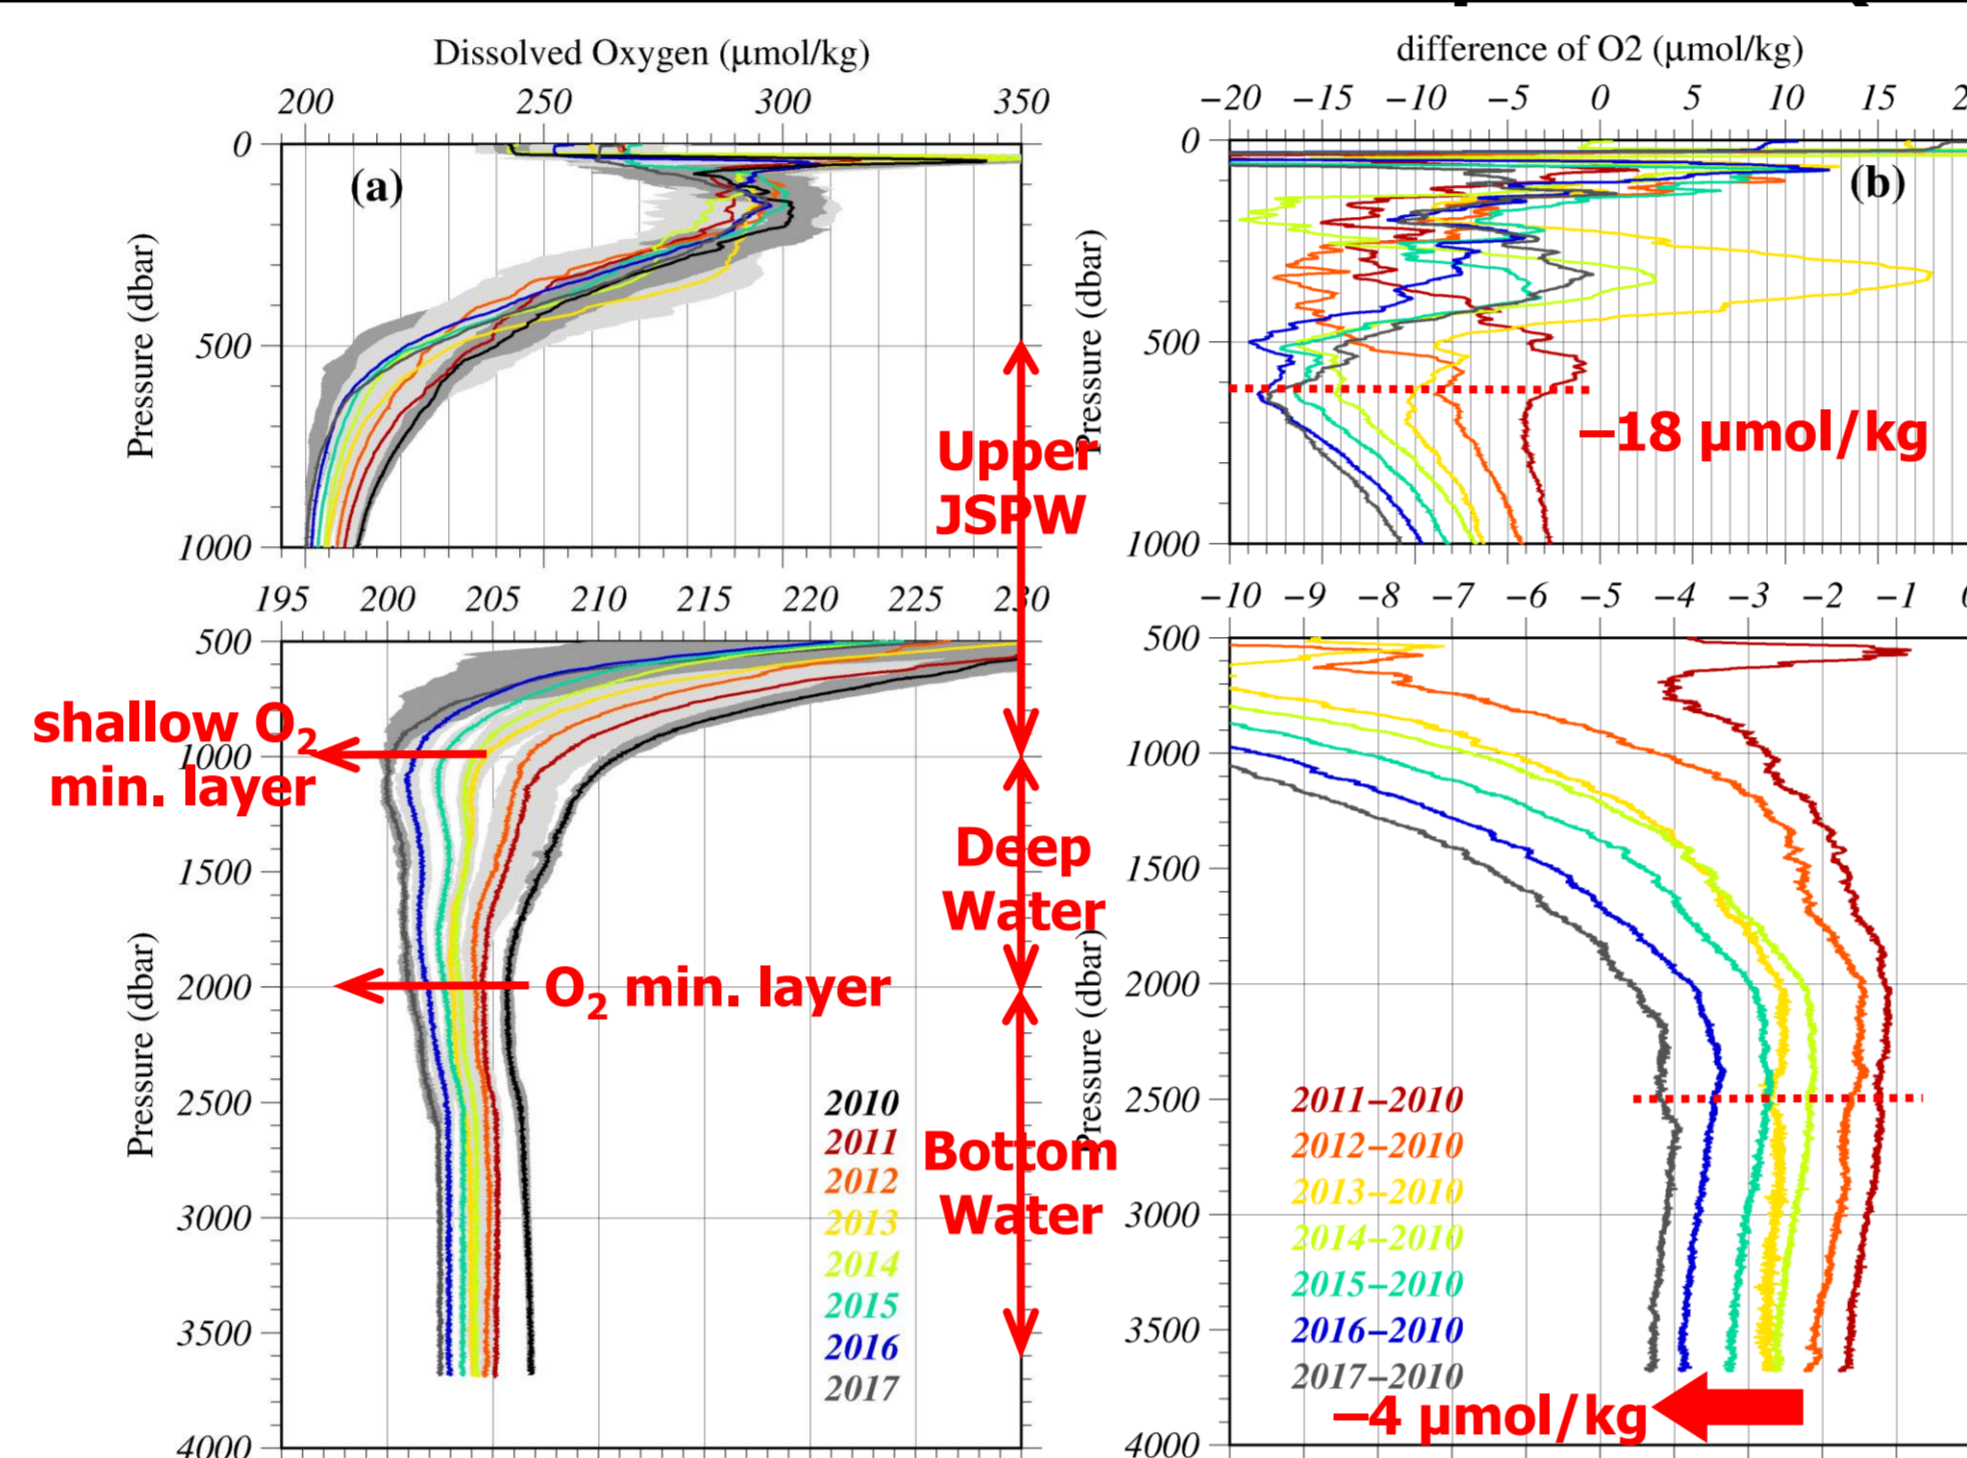 Dissolved Oxygen (μmol/kg)
200 250 300 350
0
(a)
500
1000
Pressure (dbar)
195 200 205 210 215 220 225 230
500
1000
1500
2000
2500
3000
3500
4000
Pressure (dbar)
shallow O₂
min. layer
O₂ min. layer
2010
2011
2012
2013
2014
2015
2016
2017
Upper
JSPW
Deep
Water
Bottom
Water
difference of O2 (μmol/kg)
−20 −15 −10 −5 0 5 10 15
0
(b)
500
1000
Pressure (dbar)
−18 μmol/kg
−10 −9 −8 −7 −6 −5 −4 −3 −2 −1
500
1000
1500
2000
2500
3000
3500
4000
Pressure (dbar)
2011−2010
2012−2010
2013−2010
2014−2010
2015−2010
2016−2010
2017−2010
−4 μmol/kg